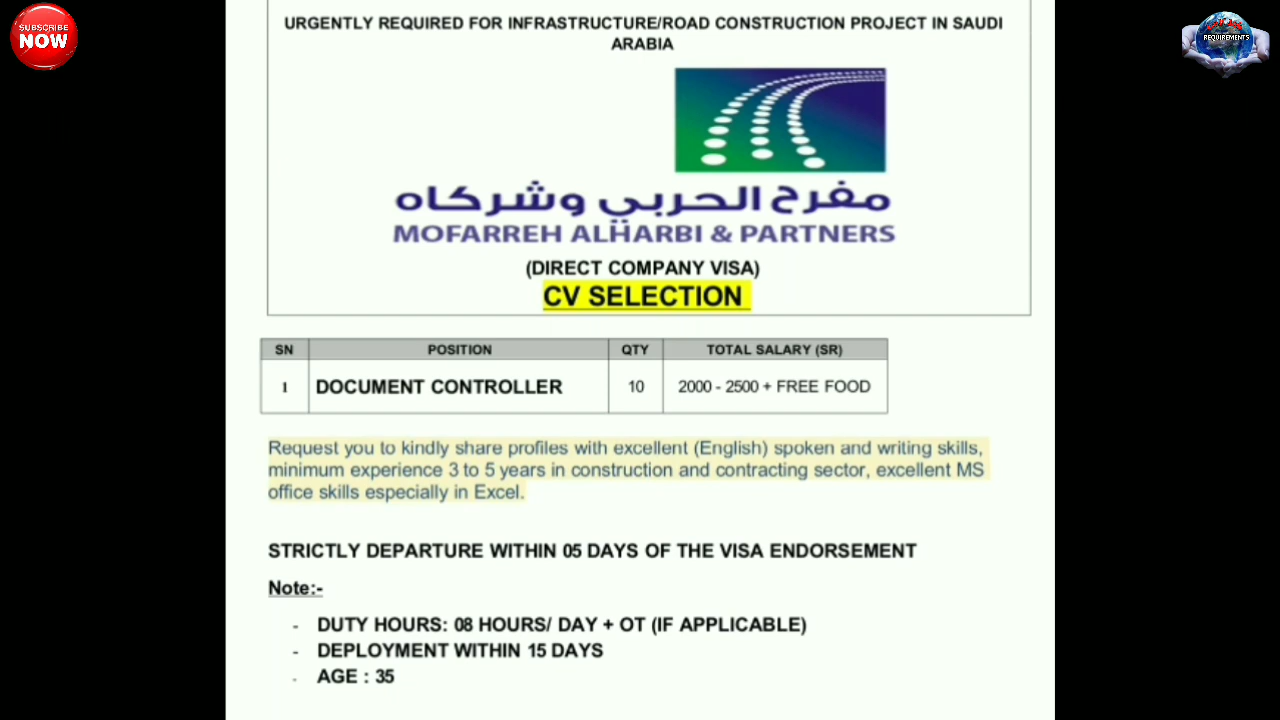 SUBSCRIBE
NOW
REQUIREMENTS
URGENTLY REQUIRED FOR INFRASTRUCTURE/ROAD CONSTRUCTION PROJECT IN SAUDI
ARABIA
مفرح الحربي وشركاه
MOFARREH ALHARBI & PARTNERS
(DIRECT COMPANY VISA)
CV SELECTION
SN POSITION QTY TOTAL SALARY (SR)
1 DOCUMENT CONTROLLER 10 2000 - 2500 + FREE FOOD
Request you to kindly share profiles with excellent (English) spoken and writing skills,
minimum experience 3 to 5 years in construction and contracting sector, excellent MS
office skills especially in Excel.
STRICTLY DEPARTURE WITHIN 05 DAYS OF THE VISA ENDORSEMENT
Note:-
- DUTY HOURS: 08 HOURS/ DAY + OT (IF APPLICABLE)
- DEPLOYMENT WITHIN 15 DAYS
- AGE : 35